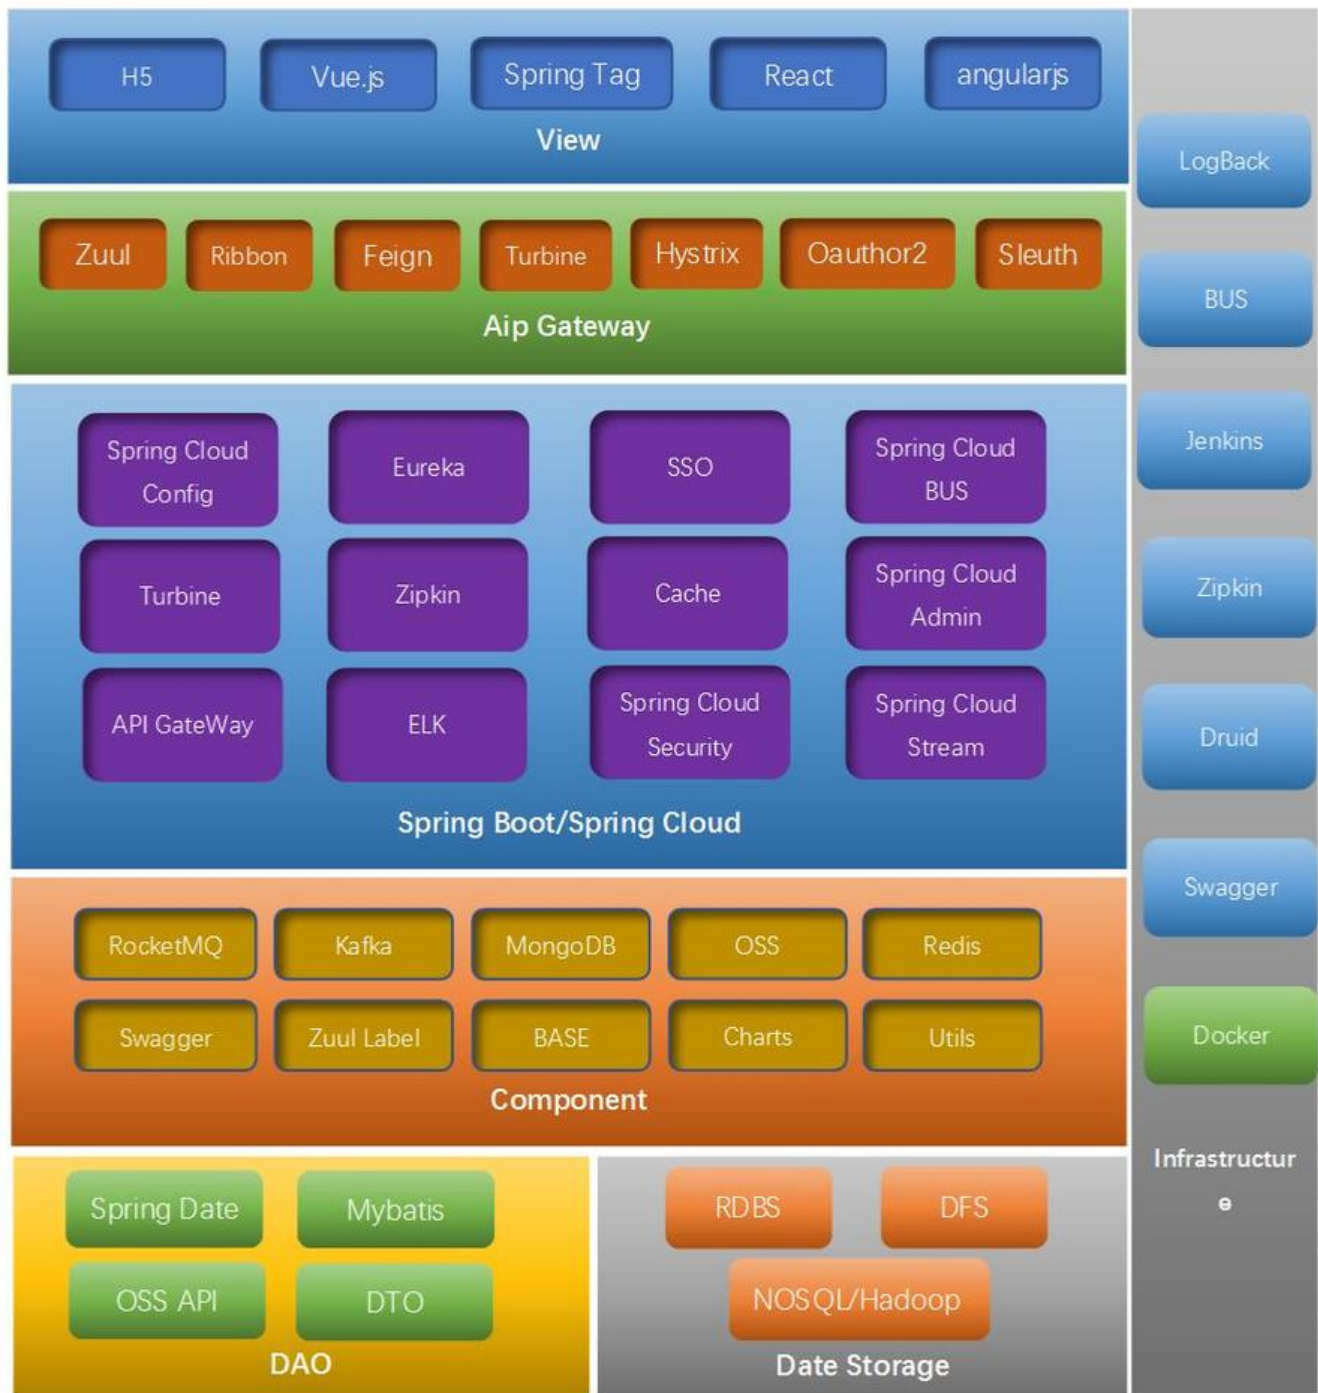 H5
Vue.js
Spring Tag
React
angularjs
View
Zuul
Ribbon
Feign
Turbine
Hystrix
Oauthor2
Sleuth
Aip Gateway
Spring Cloud
Config
Eureka
SSO
Spring Cloud
BUS
Turbine
Zipkin
Cache
Spring Cloud
Admin
API GateWay
ELK
Spring Cloud
Security
Spring Cloud
Stream
Spring Boot/Spring Cloud
RocketMQ
Kafka
MongoDB
OSS
Redis
Swagger
Zuul Label
BASE
Charts
Utils
Component
Spring Date
Mybatis
OSS API
DTO
DAO
RDBS
DFS
NOSQL/Hadoop
Date Storage
LogBack
BUS
Jenkins
Zipkin
Druid
Swagger
Docker
Infrastructur
e